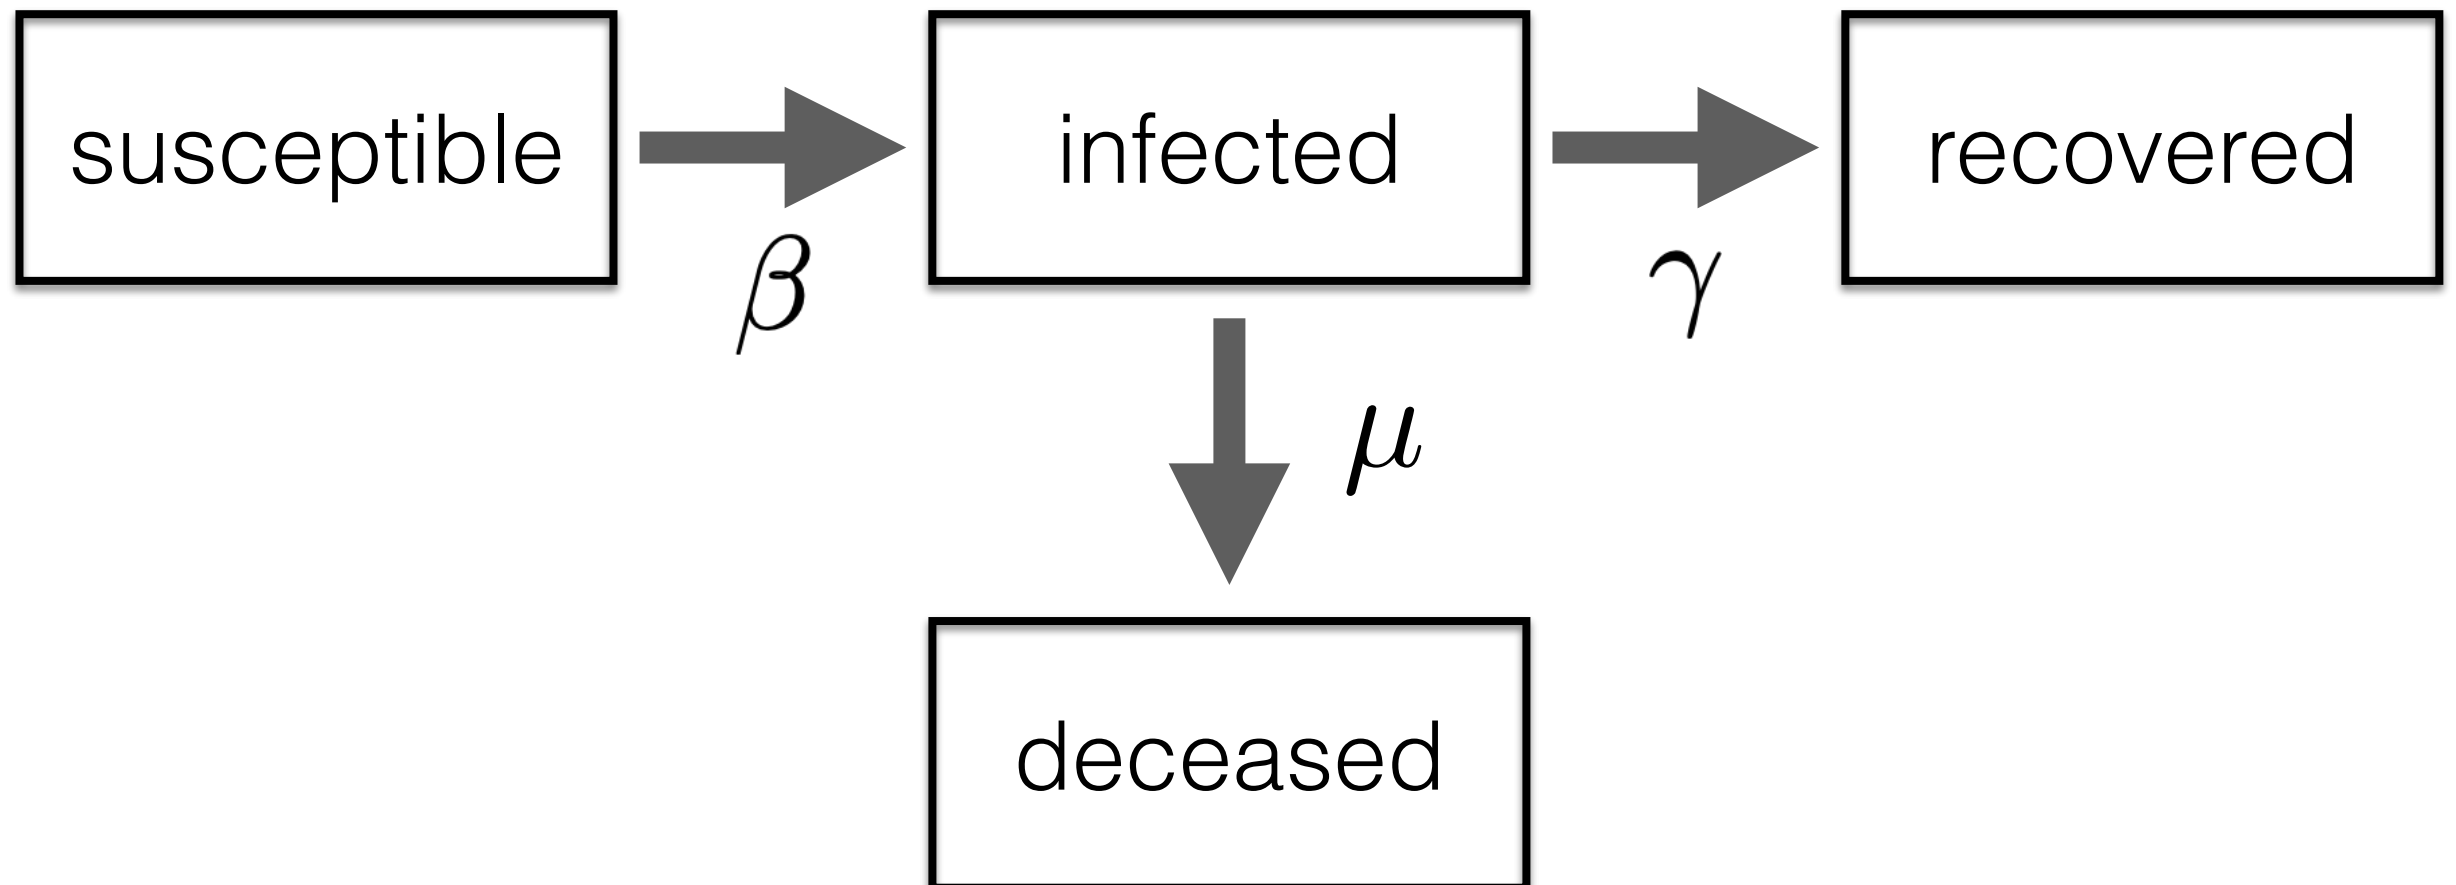 susceptible
infected
recovered
β
γ
μ
deceased